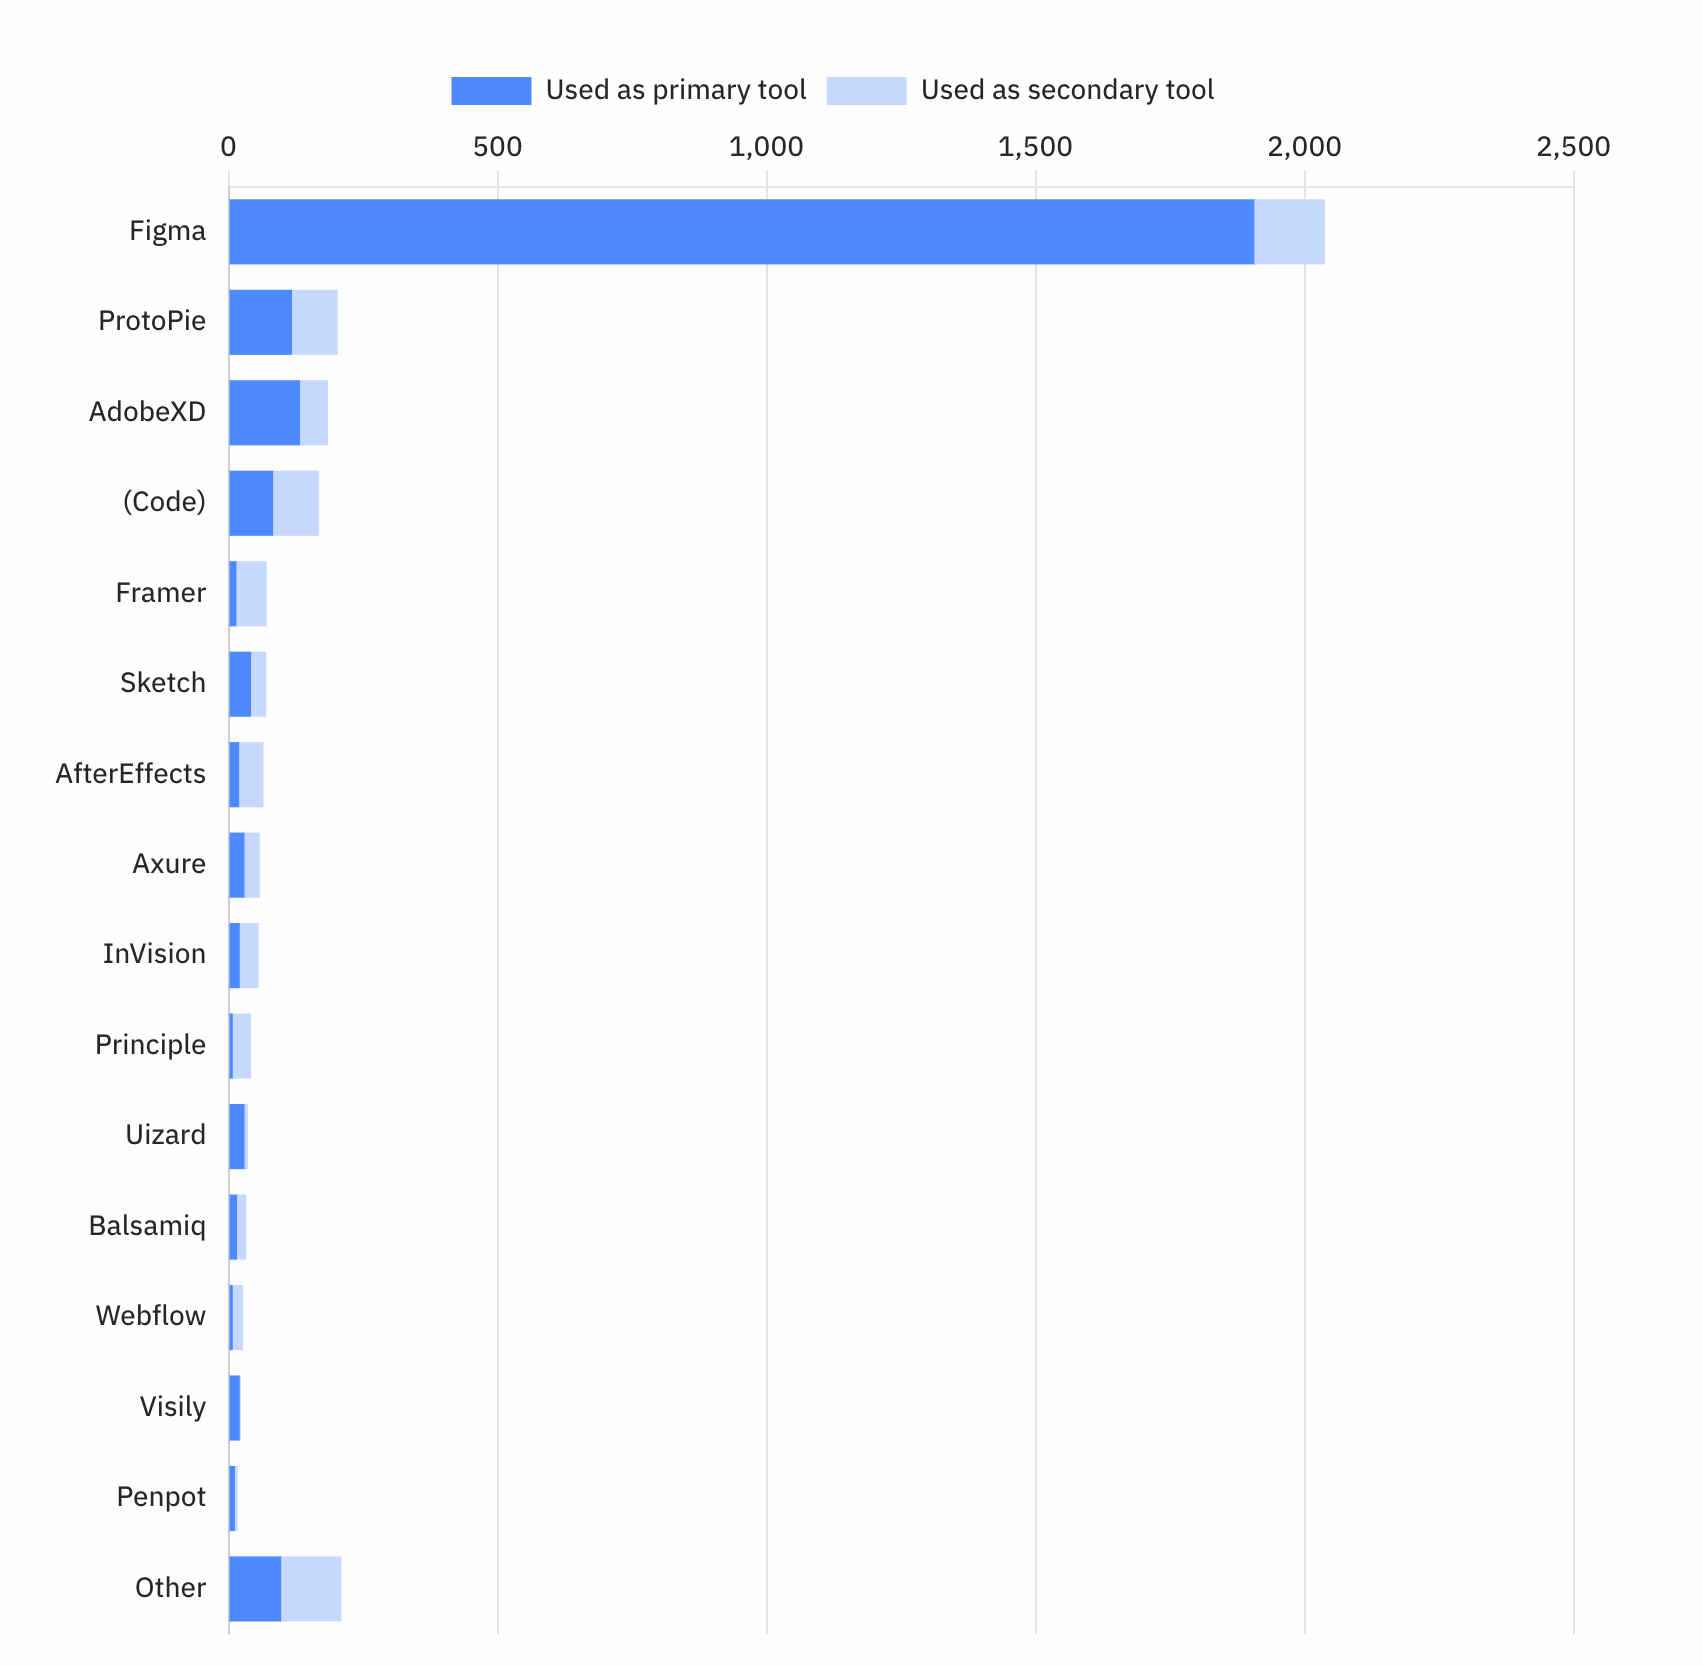 Used as primary tool Used as secondary tool
0 500 1,000 1,500 2,000 2,500
Figma
ProtoPie
AdobeXD
(Code)
Framer
Sketch
AfterEffects
Axure
InVision
Principle
Uizard
Balsamiq
Webflow
Visily
Penpot
Other